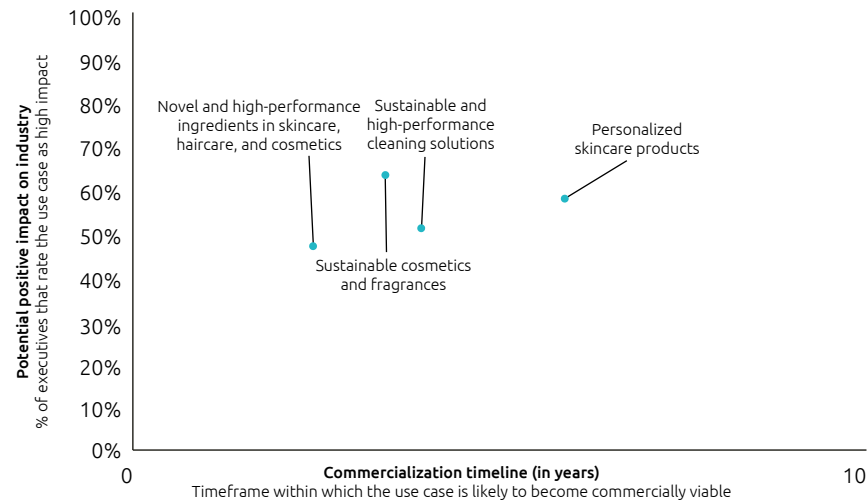 100%
90%
80%
70%
60%
50%
40%
30%
20%
10%
0%
Potential positive impact on industry
% of executives that rate the use case as high impact
Novel and high-performance
ingredients in skincare,
haircare, and cosmetics
Sustainable and
high-performance
cleaning solutions
Personalized
skincare products
Sustainable cosmetics
and fragrances
0
10
Commercialization timeline (in years)
Timeframe within which the use case is likely to become commercially viable